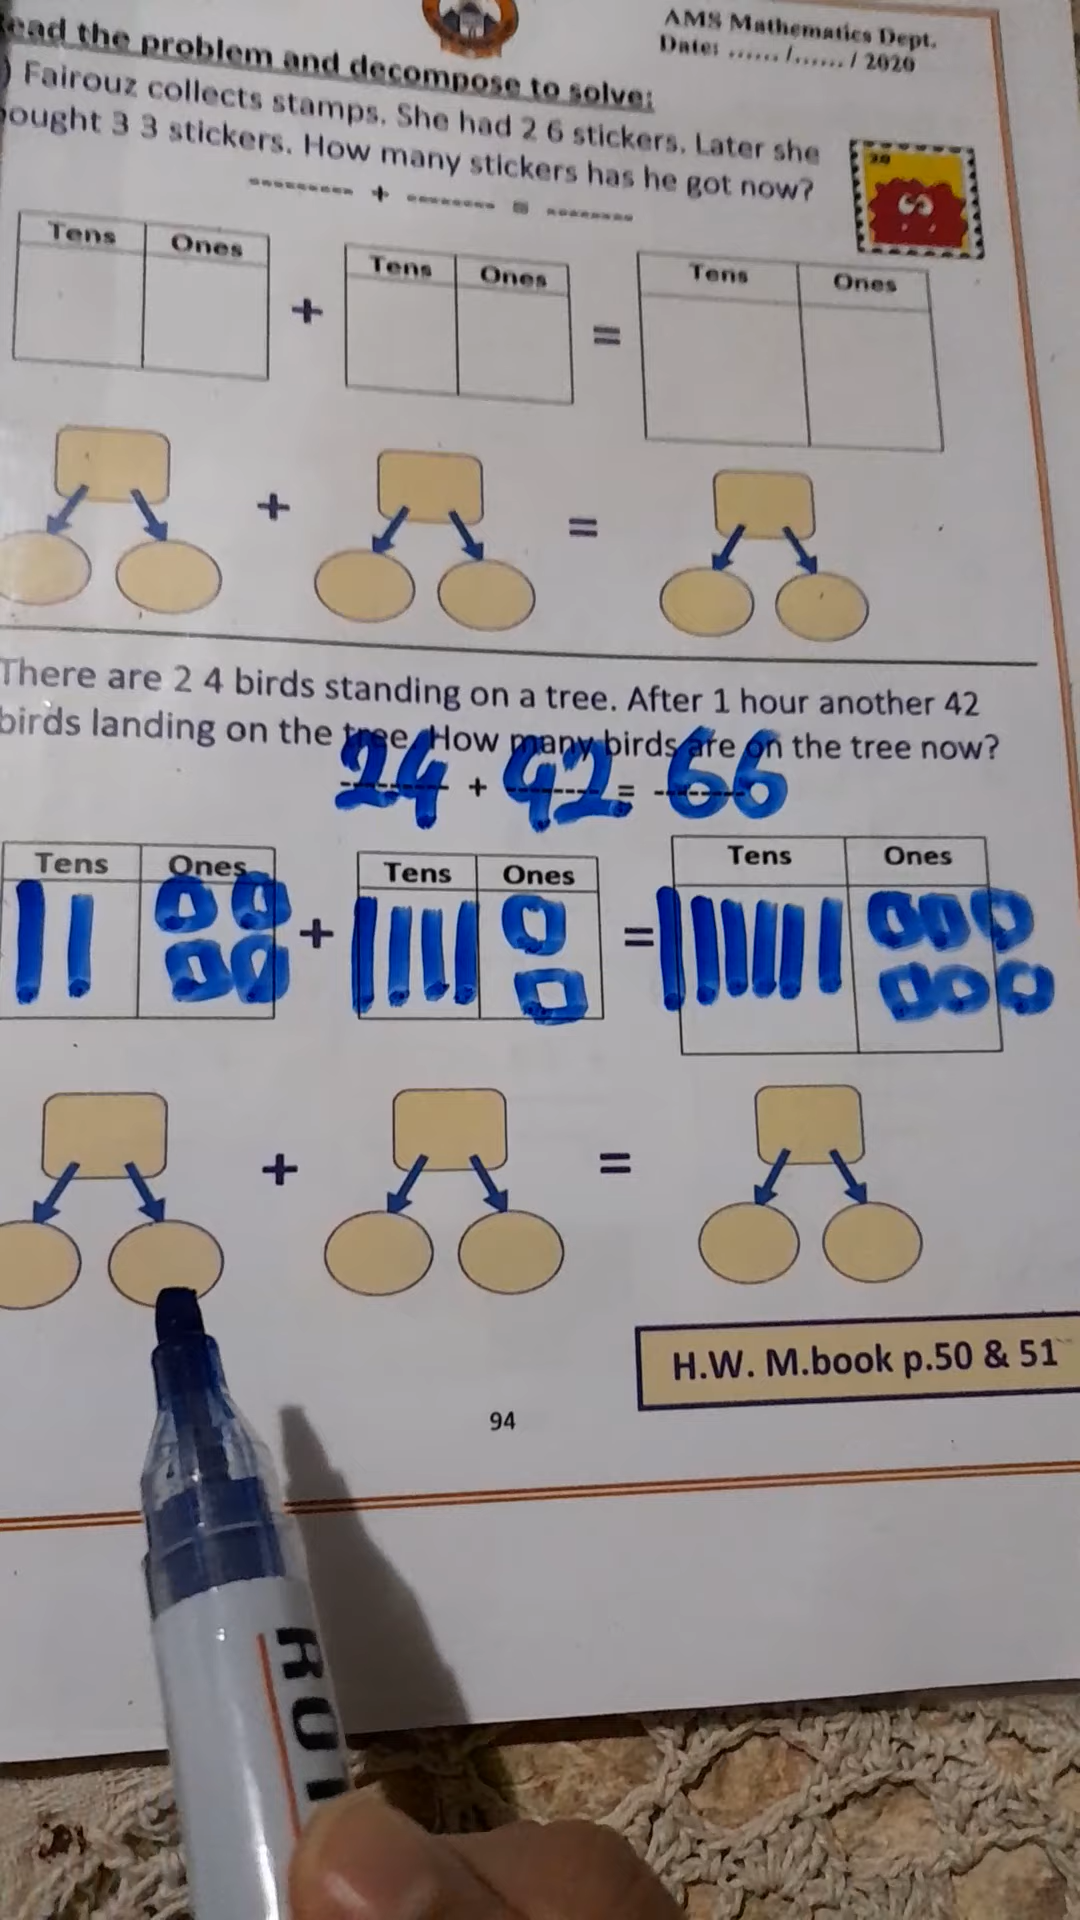 AMS Mathematics Dept.
Date: ....../....../ 2020
ead the problem and decompose to solve:
) Fairouz collects stamps. She had 2 6 stickers. Later she
ought 3 3 stickers. How many stickers has he got now?
--------- + --------- = ---------
Tens Ones Tens Ones Tens Ones
+ =
+ =
There are 2 4 birds standing on a tree. After 1 hour another 42
birds landing on the tree. How many birds are on the tree now?
24 + 42 = 66
Tens Ones Tens Ones Tens Ones
+ =
+ =
H.W. M.book p.50 & 51
94